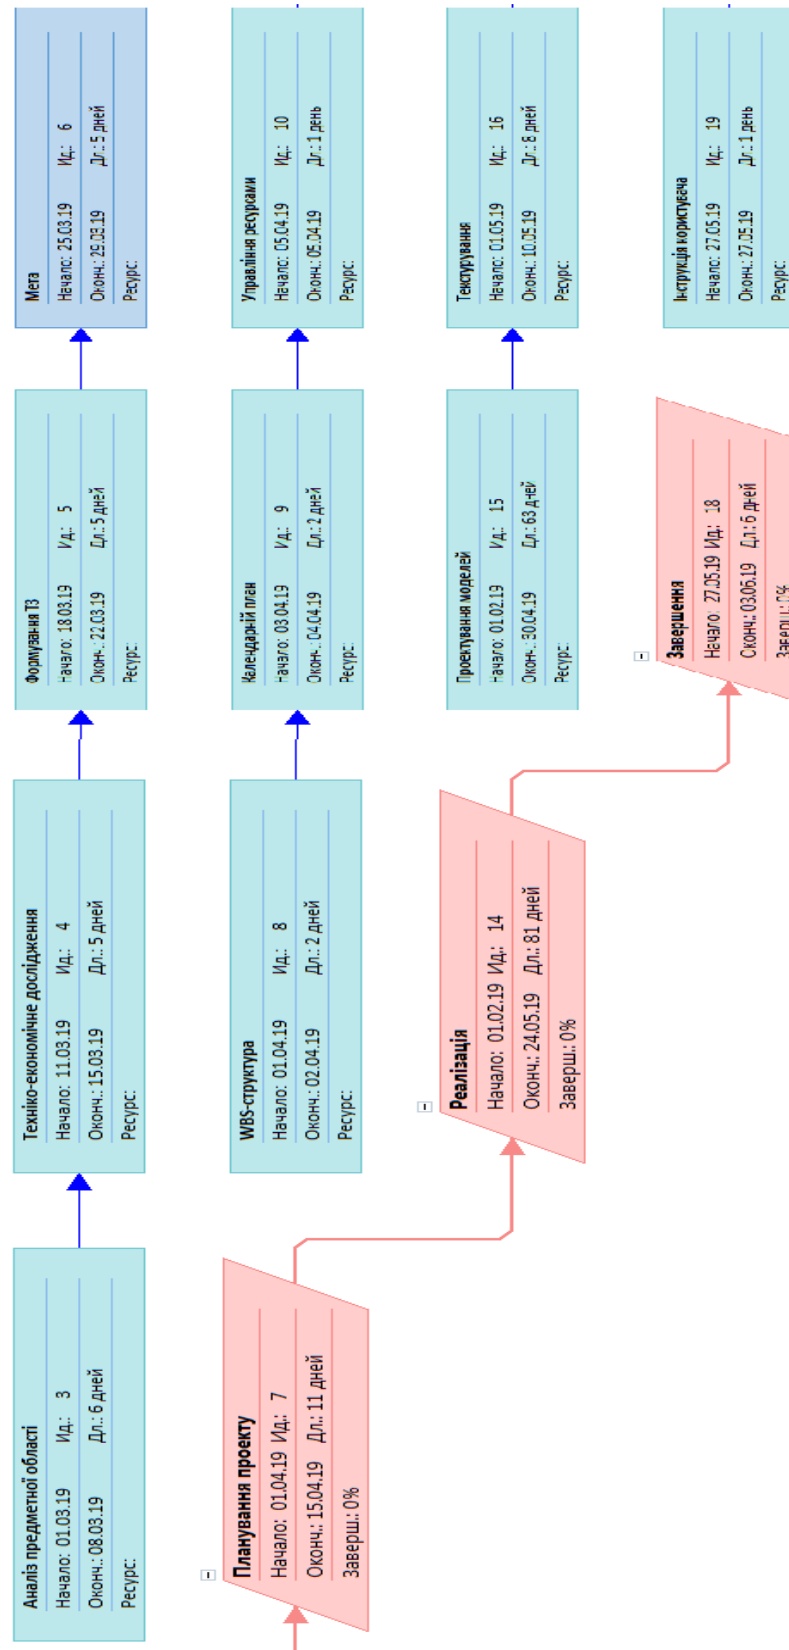 Аналіз предметної області
Начало: 01.03.19 Ид.: 3
Оконч.: 08.03.19 Дл.: 6 дней
Ресурс:
Техніко-економічне дослідження
Начало: 11.03.19 Ид.: 4
Оконч.: 15.03.19 Дл.: 5 дней
Ресурс:
Формування ТЗ
Начало: 18.03.19 Ид.: 5
Оконч.: 22.03.19 Дл.: 5 дней
Ресурс:
Мета
Начало: 25.03.19 Ид.: 6
Оконч.: 29.03.19 Дл.: 5 дней
Ресурс:
Планування проекту
Начало: 01.04.19 Ид.: 7
Оконч.: 15.04.19 Дл.: 11 дней
Заверш.: 0%
WBS-структура
Начало: 01.04.19 Ид.: 8
Оконч.: 02.04.19 Дл.: 2 дней
Ресурс:
Календарній план
Начало: 03.04.19 Ид.: 9
Оконч.: 04.04.19 Дл.: 2 дней
Ресурс:
Управління ресурсами
Начало: 05.04.19 Ид.: 10
Оконч.: 05.04.19 Дл.: 1 день
Ресурс:
Реалізація
Начало: 01.02.19 Ид.: 14
Оконч.: 24.05.19 Дл.: 81 дней
Заверш.: 0%
Проектування моделей
Начало: 01.02.19 Ид.: 15
Оконч.: 30.04.19 Дл.: 63 дней
Ресурс:
Текстурування
Начало: 01.05.19 Ид.: 16
Оконч.: 10.05.19 Дл.: 8 дней
Ресурс:
Завершення
Начало: 27.05.19 Ид.: 18
Оконч.: 03.06.19 Дл.: 6 дней
Заверш.: 0%
Інструкція користувача
Начало: 27.05.19 Ид.: 19
Оконч.: 27.05.19 Дл.: 1 день
Ресурс: